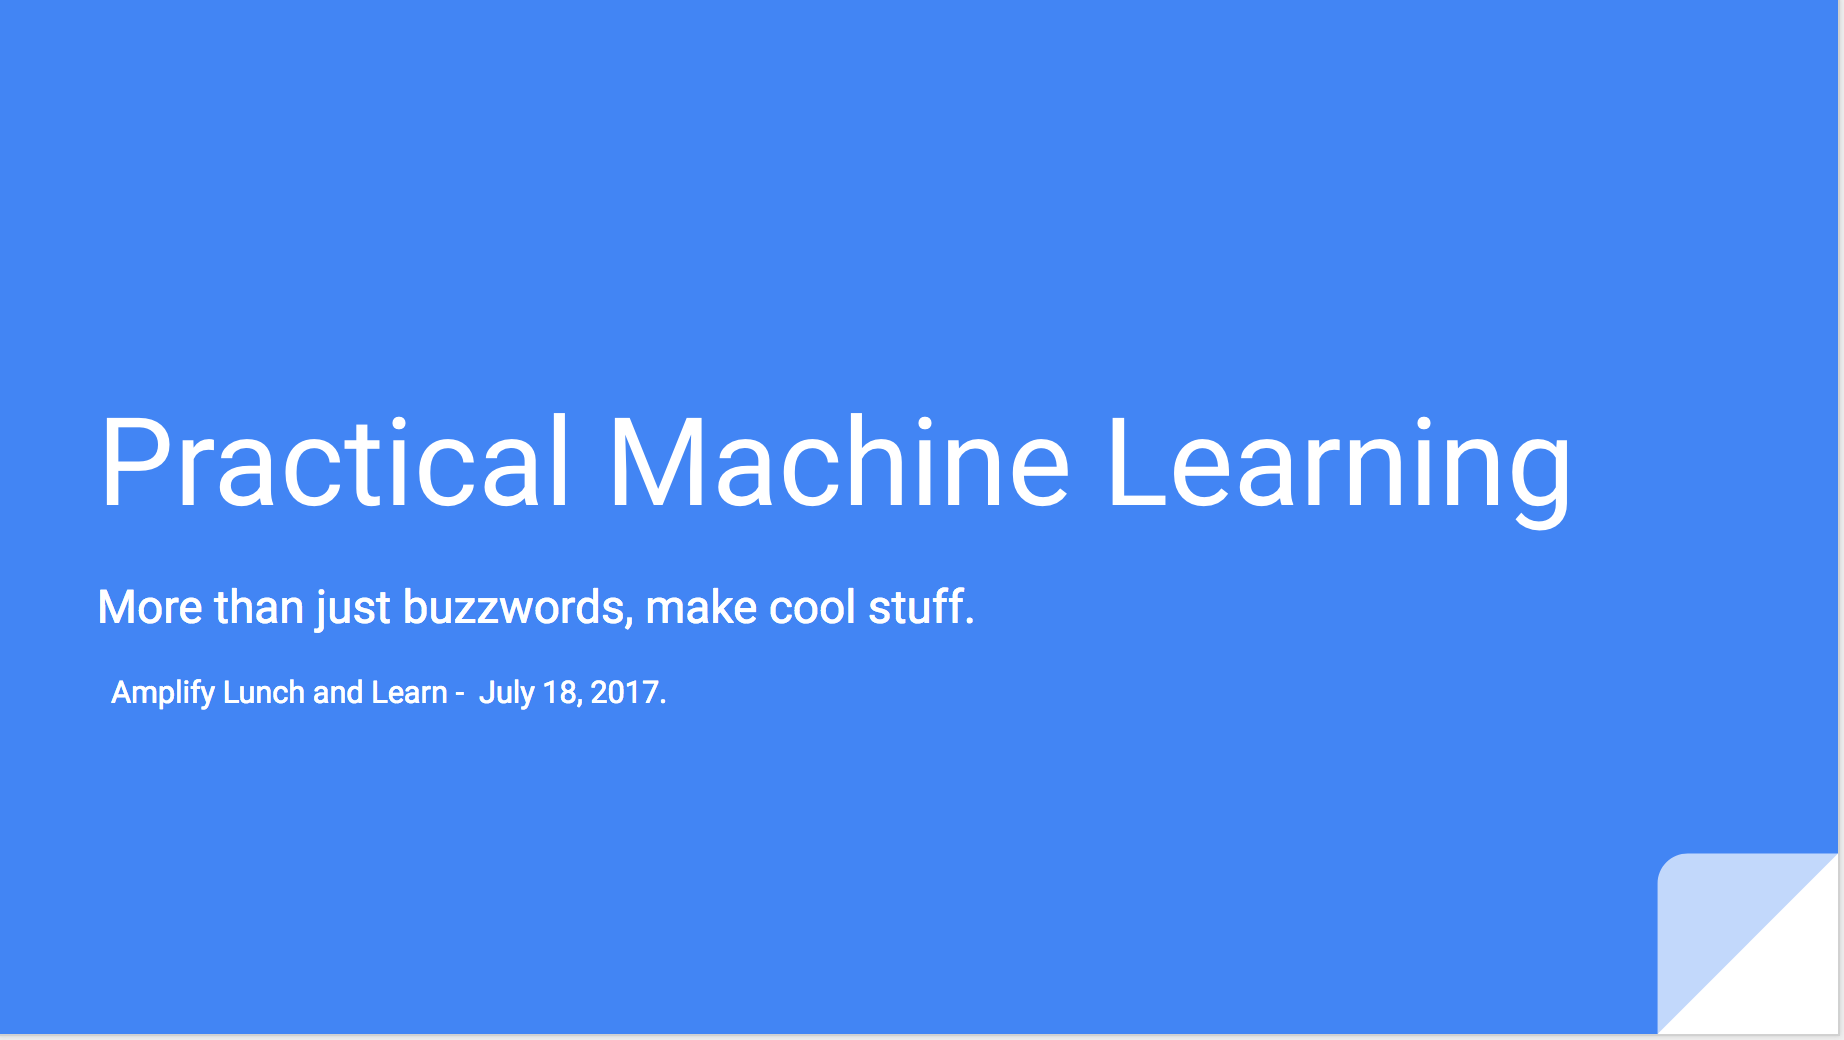 Practical Machine Learning
More than just buzzwords, make cool stuff.
Amplify Lunch and Learn -  July 18, 2017.